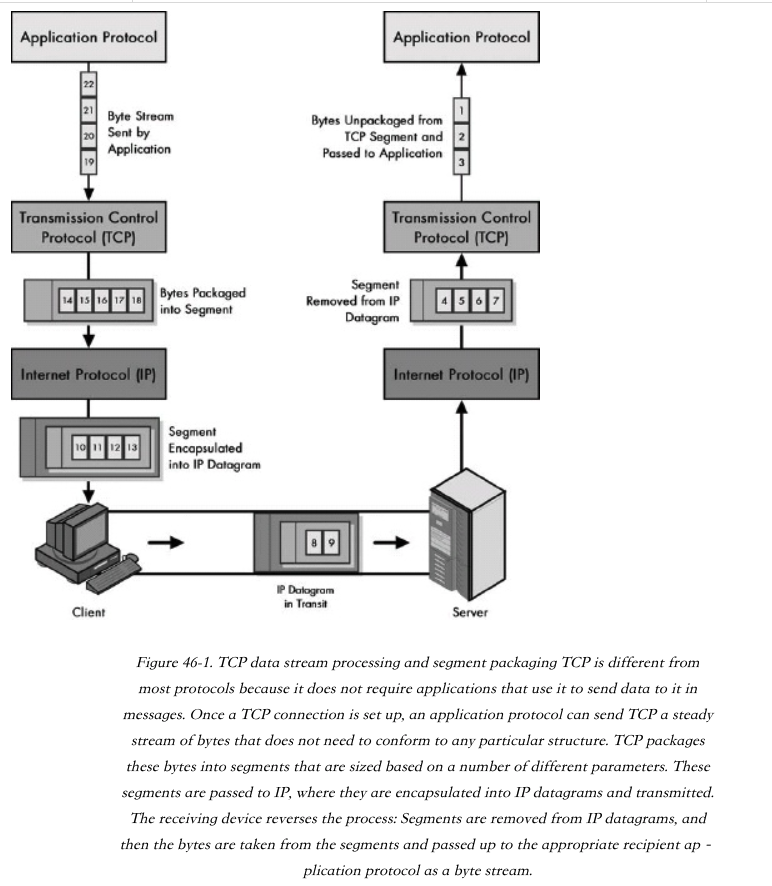 Application Protocol
22
21
20
19
Byte Stream
Sent by
Application
Transmission Control
Protocol (TCP)
14 15 16 17 18
Bytes Packaged
into Segment
Internet Protocol (IP)
10 11 12 13
Segment
Encapsulated
into IP Datagram
Client
8 9
IP Datagram
in Transit
Server
Application Protocol
Bytes Unpackaged from
TCP Segment and
Passed to Application
1
2
3
Transmission Control
Protocol (TCP)
Segment
Removed from IP
Datagram
4 5 6 7
Internet Protocol (IP)
Figure 46-1. TCP data stream processing and segment packaging TCP is different from
most protocols because it does not require applications that use it to send data to it in
messages. Once a TCP connection is set up, an application protocol can send TCP a steady
stream of bytes that does not need to conform to any particular structure. TCP packages
these bytes into segments that are sized based on a number of different parameters. These
segments are passed to IP, where they are encapsulated into IP datagrams and transmitted.
The receiving device reverses the process: Segments are removed from IP datagrams, and
then the bytes are taken from the segments and passed up to the appropriate recipient ap -
plication protocol as a byte stream.